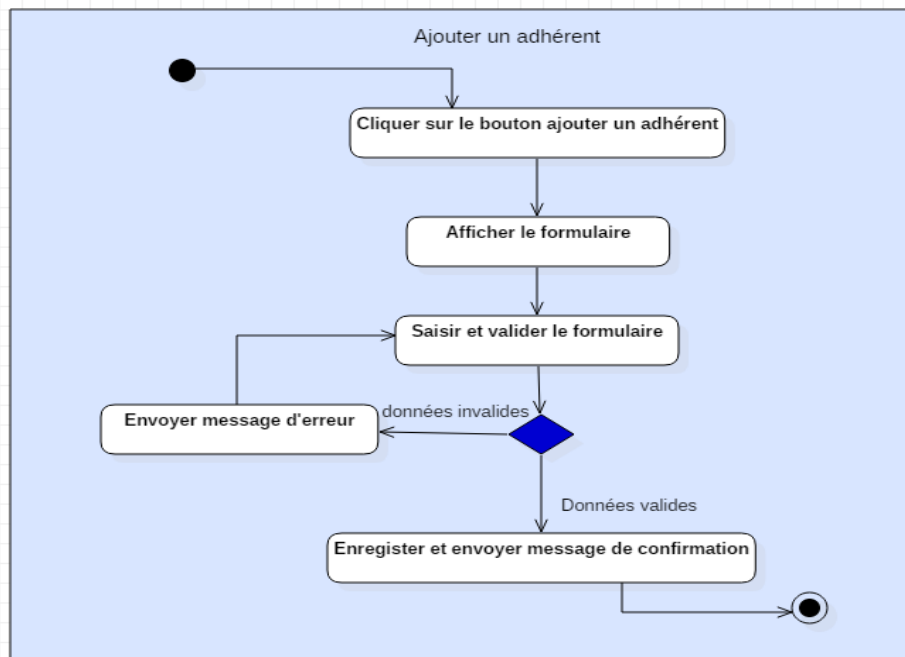 Ajouter un adhérent
Cliquer sur le bouton ajouter un adhérent
Afficher le formulaire
Saisir et valider le formulaire
Envoyer message d'erreur
données invalides
Données valides
Enregister et envoyer message de confirmation